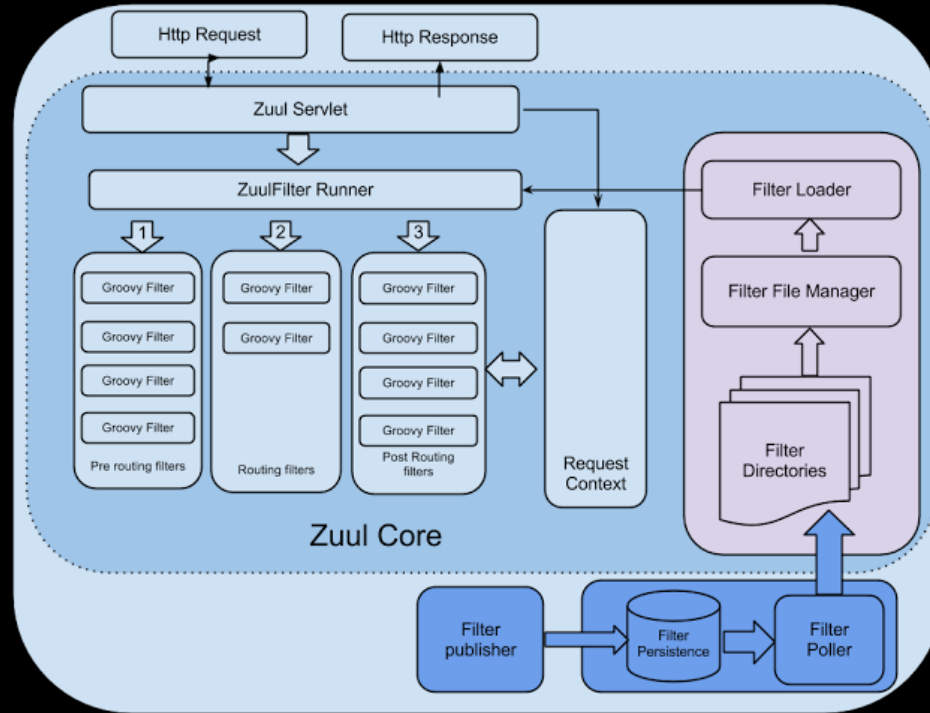 Http Request
Http Response
Zuul Servlet
ZuulFilter Runner
1
2
3
Groovy Filter
Groovy Filter
Groovy Filter
Groovy Filter
Pre routing filters
Groovy Filter
Groovy Filter
Routing filters
Groovy Filter
Groovy Filter
Groovy Filter
Groovy Filter
Post Routing
filters
Request
Context
Filter Loader
Filter File Manager
Filter
Directories
Zuul Core
Filter
publisher
Filter
Persistence
Filter
Poller